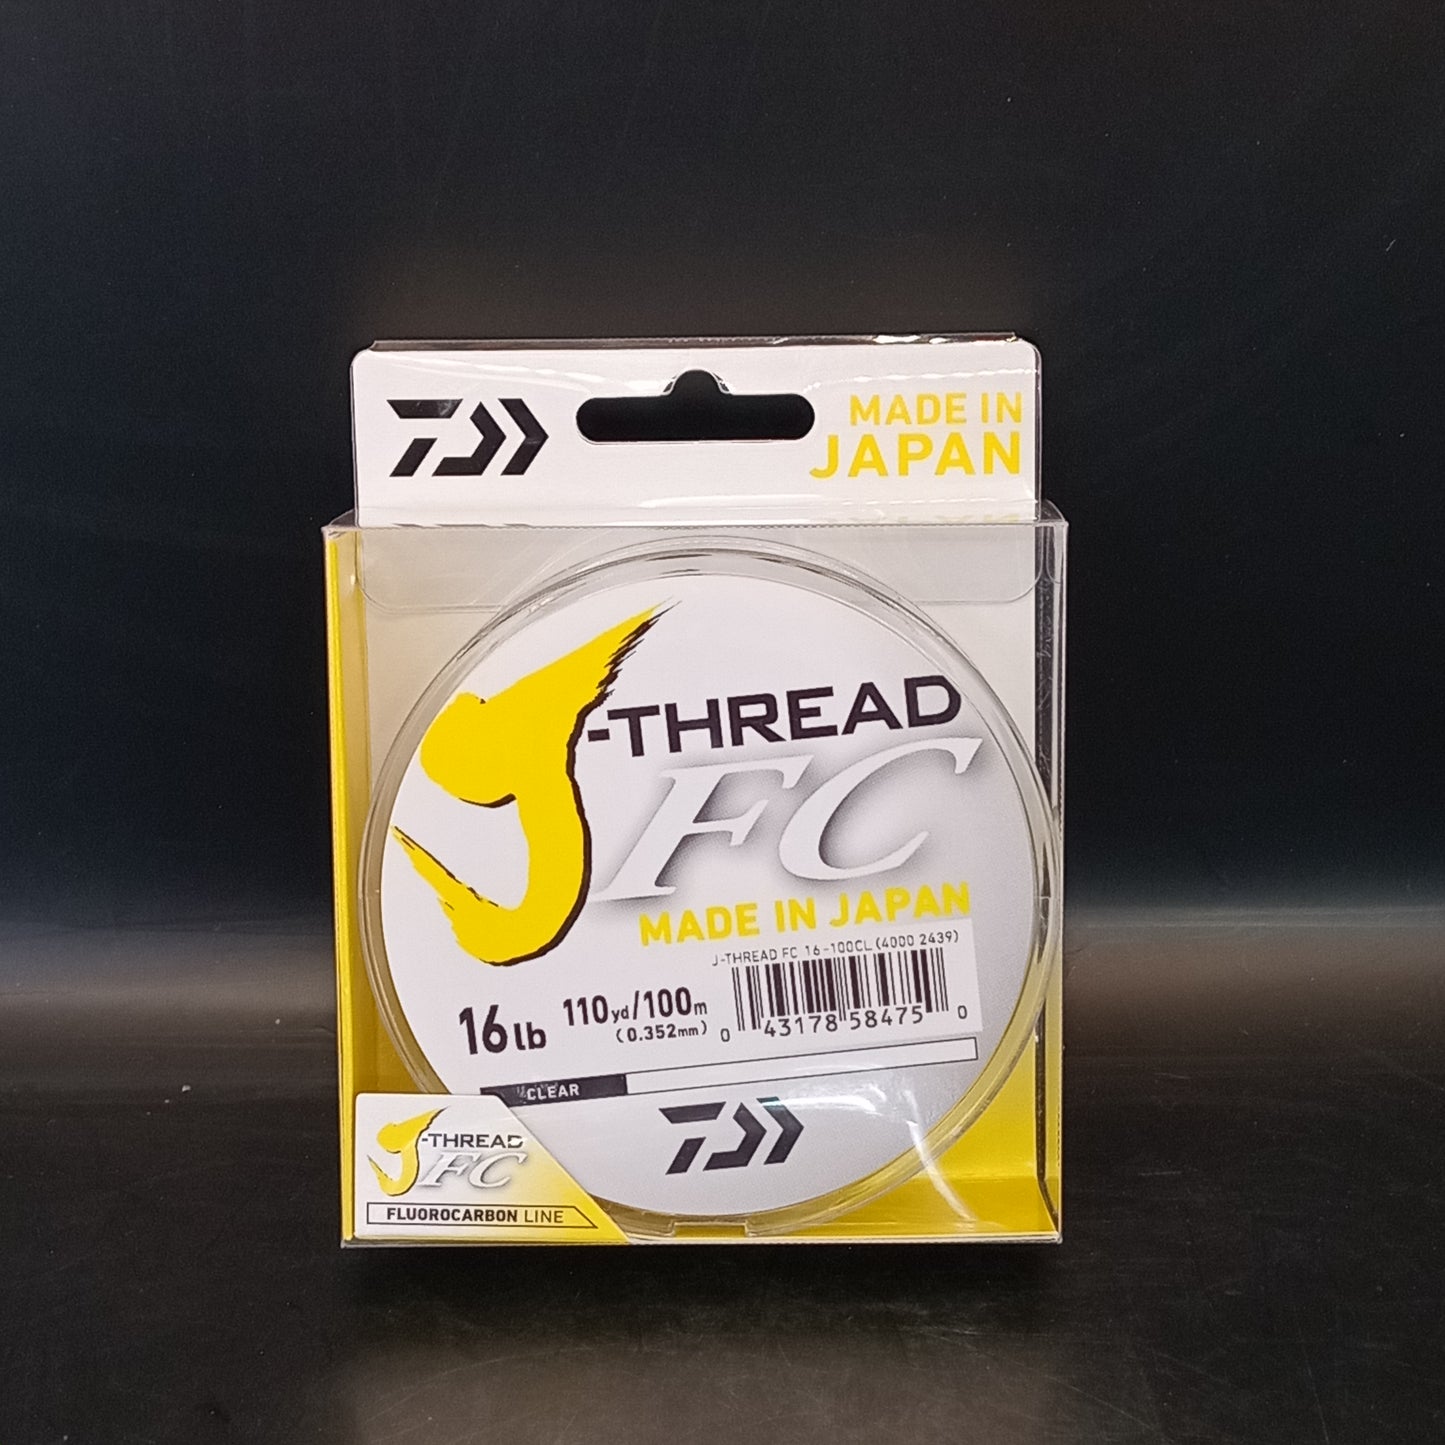 MADE IN
JAPAN
J-THREAD
FC
MADE IN JAPAN
J-THREAD FC 16-100CL (4000 2439)
16lb
110yd/100m
(0.352mm)
0 43178 58475 0
CLEAR
J-THREAD
FC
FLUOROCARBON LINE